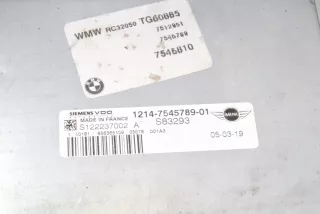 WMW RC32050 TG60885
7512951
7545789
7545810
SIEMENS VDO
MADE IN FRANCE
1214-7545789-01
MINI
S122237002 A
S83293
05-03-19